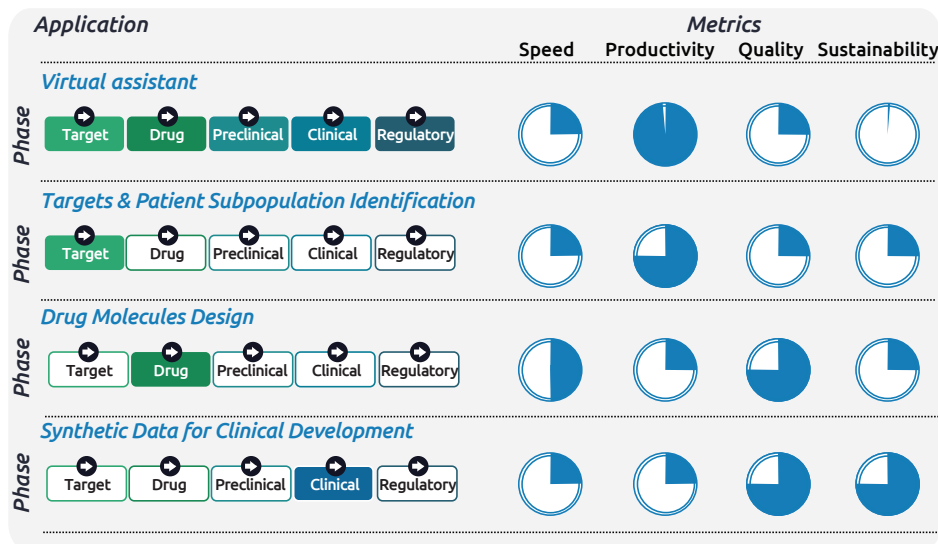 Application
Metrics
Speed Productivity Quality Sustainability
Virtual assistant
Phase
Target Drug Preclinical Clinical Regulatory
Targets & Patient Subpopulation Identification
Phase
Target Drug Preclinical Clinical Regulatory
Drug Molecules Design
Phase
Target Drug Preclinical Clinical Regulatory
Synthetic Data for Clinical Development
Phase
Target Drug Preclinical Clinical Regulatory